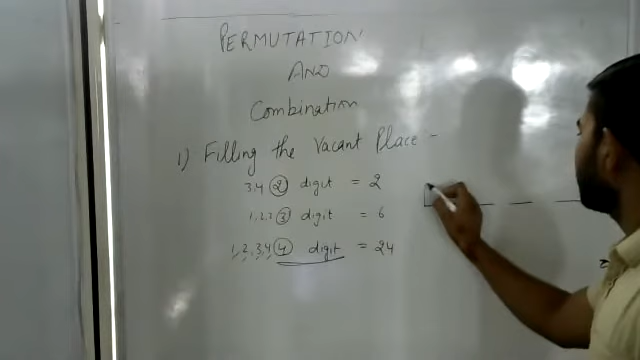 PERMUTATION
AND
Combination
1) Filling the Vacant Place -
3,4 2 digit = 2
1,2,3 3 digit = 6
1,2,3,4 4 digit = 24